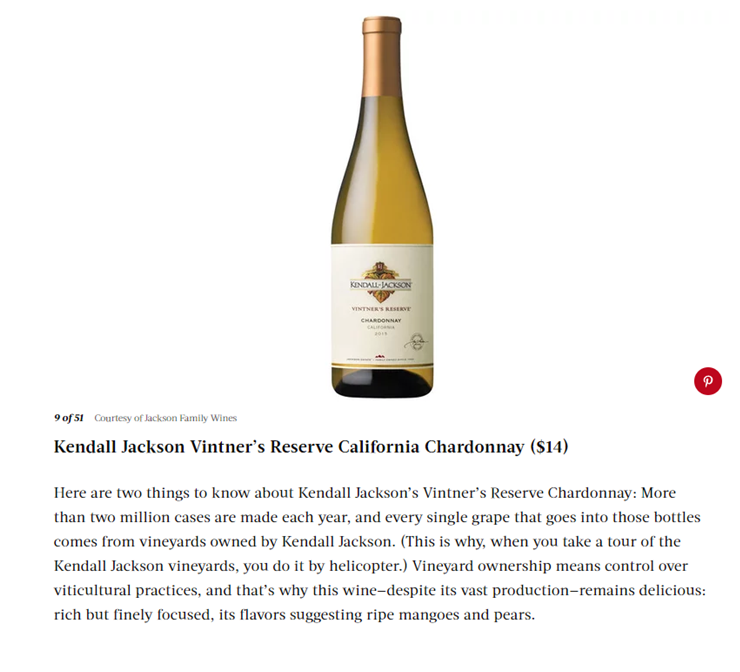 KENDALL-JACKSON
VINTNER'S RESERVE
CHARDONNAY
CALIFORNIA
9 of 51 Courtesy of Jackson Family Wines
Kendall Jackson Vintner's Reserve California Chardonnay ($14)
Here are two things to know about Kendall Jackson's Vintner's Reserve Chardonnay: More
than two million cases are made each year, and every single grape that goes into those bottles
comes from vineyards owned by Kendall Jackson. (This is why, when you take a tour of the
Kendall Jackson vineyards, you do it by helicopter.) Vineyard ownership means control over
viticultural practices, and that's why this wine—despite its vast production—remains delicious:
rich but finely focused, its flavors suggesting ripe mangoes and pears.